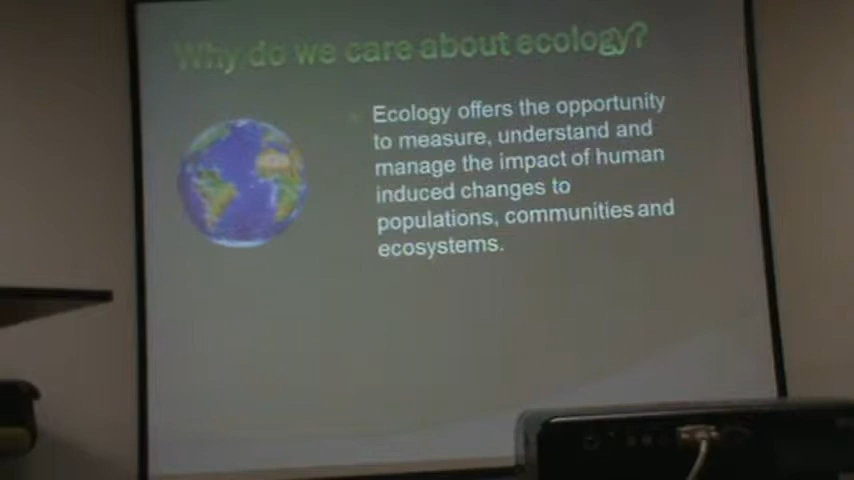 Why do we care about ecology?
Ecology offers the opportunity
to measure, understand and
manage the impact of human
induced changes to
populations, communities and
ecosystems.